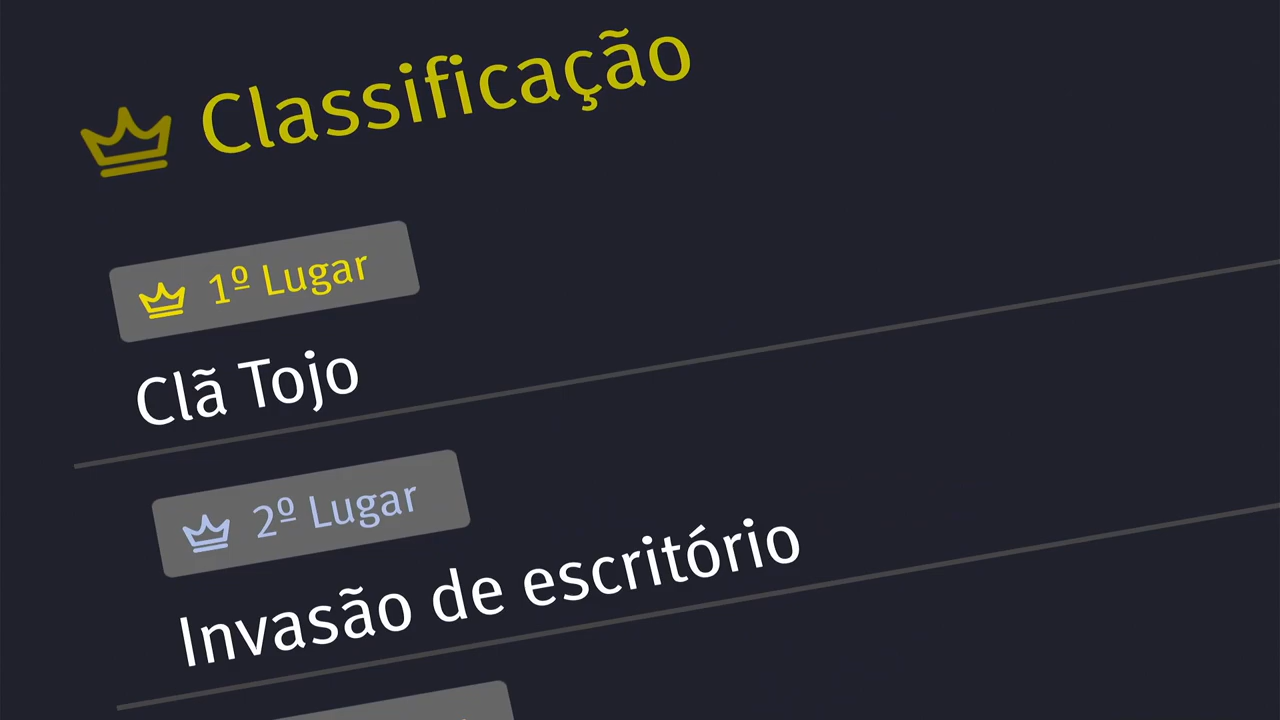 Classificação
1º Lugar
Clã Tojo
2º Lugar
Invasão de escritório